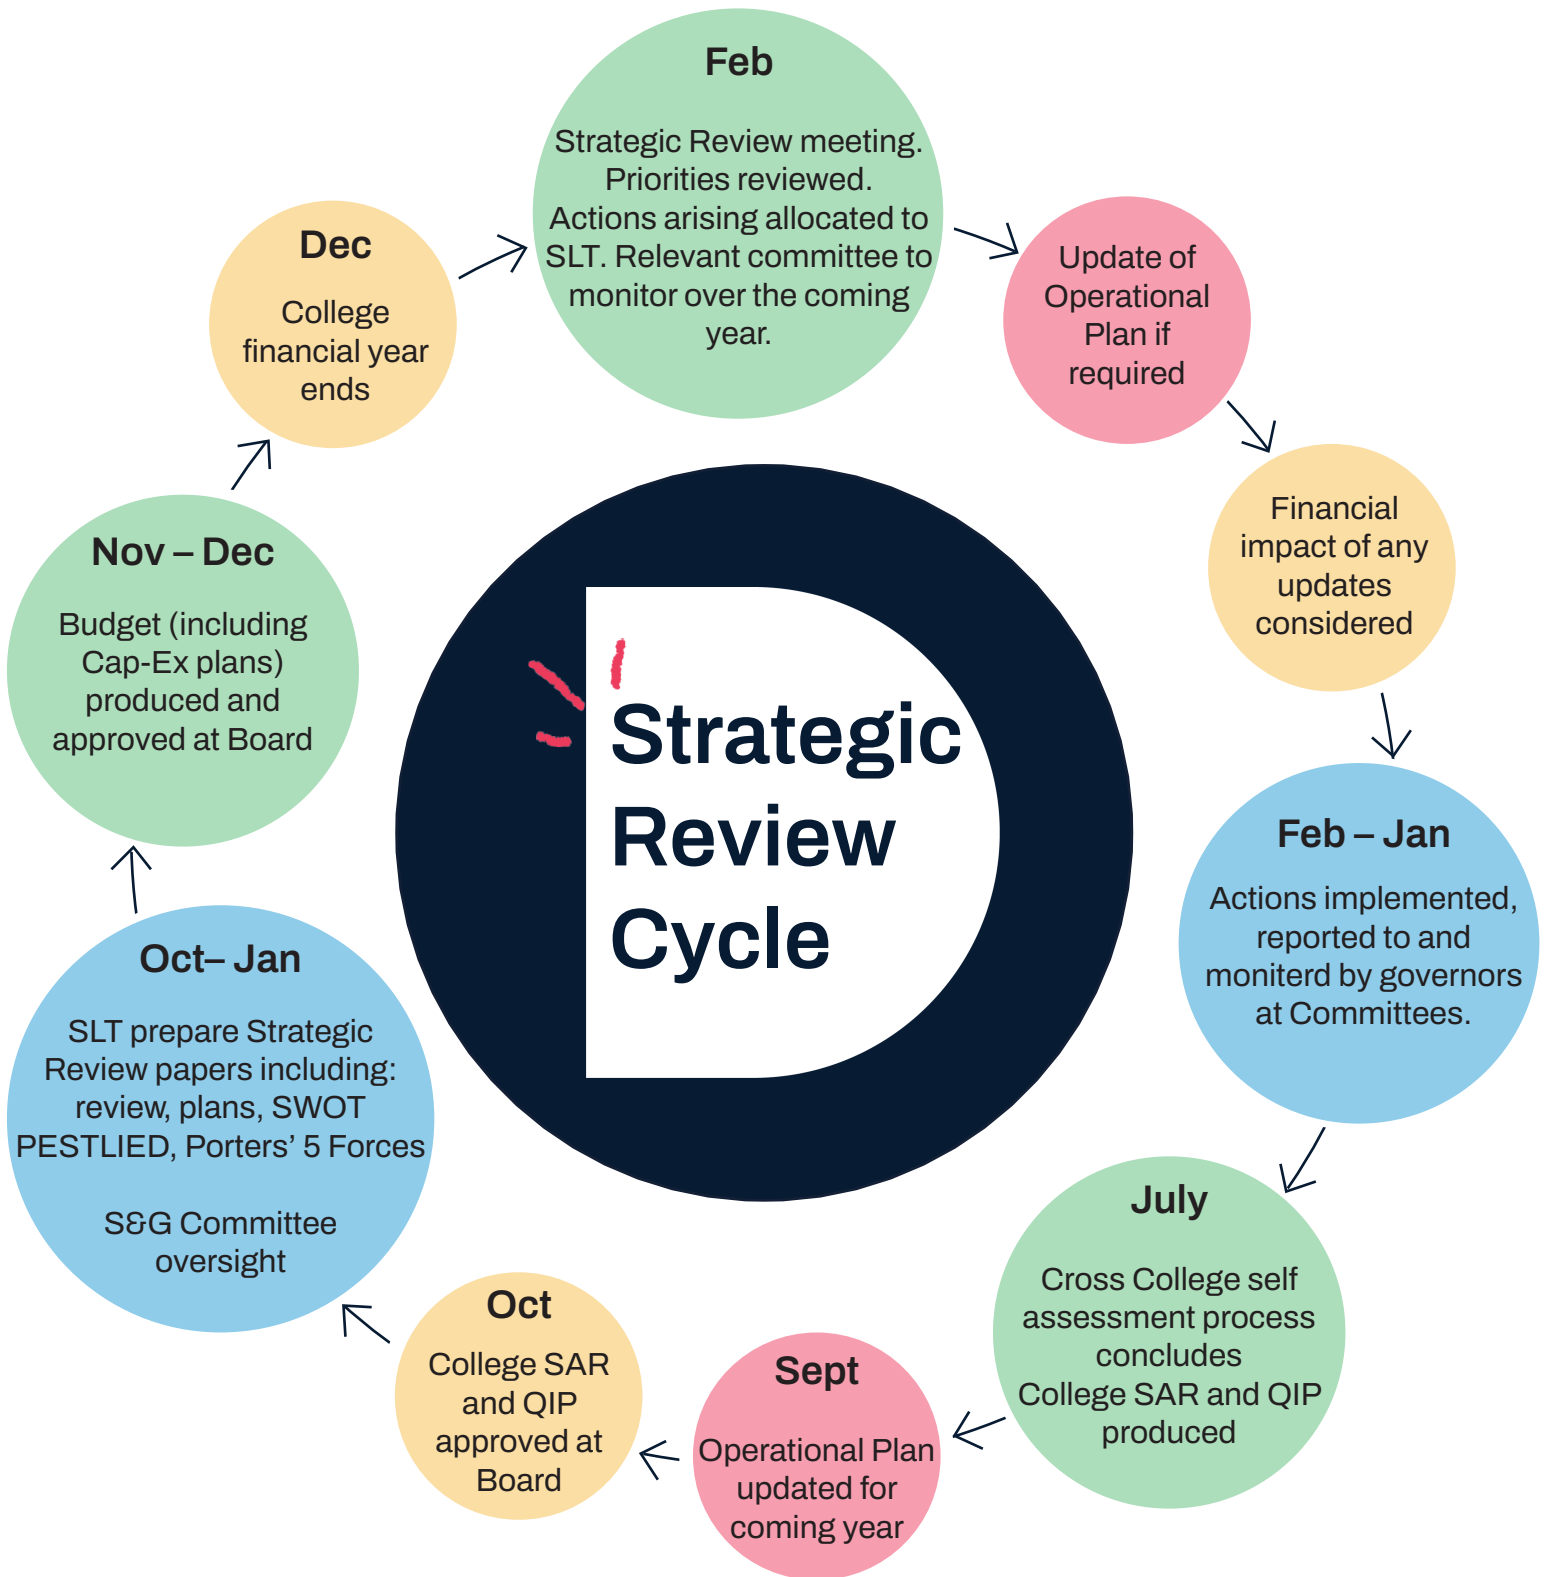 Feb
Strategic Review meeting.
Priorities reviewed.
Actions arising allocated to
SLT. Relevant committee to
monitor over the coming
year.
Update of
Operational
Plan if
required
Financial
impact of any
updates
considered
Feb – Jan
Actions implemented,
reported to and
moniterd by governors
at Committees.
July
Cross College self
assessment process
concludes
College SAR and QIP
produced
Sept
Operational Plan
updated for
coming year
Oct
College SAR
and QIP
approved at
Board
Oct– Jan
SLT prepare Strategic
Review papers including:
review, plans, SWOT
PESTLIED, Porters’ 5 Forces
S&G Committee
oversight
Nov – Dec
Budget (including
Cap-Ex plans)
produced and
approved at Board
Dec
College
financial year
ends
Strategic
Review
Cycle